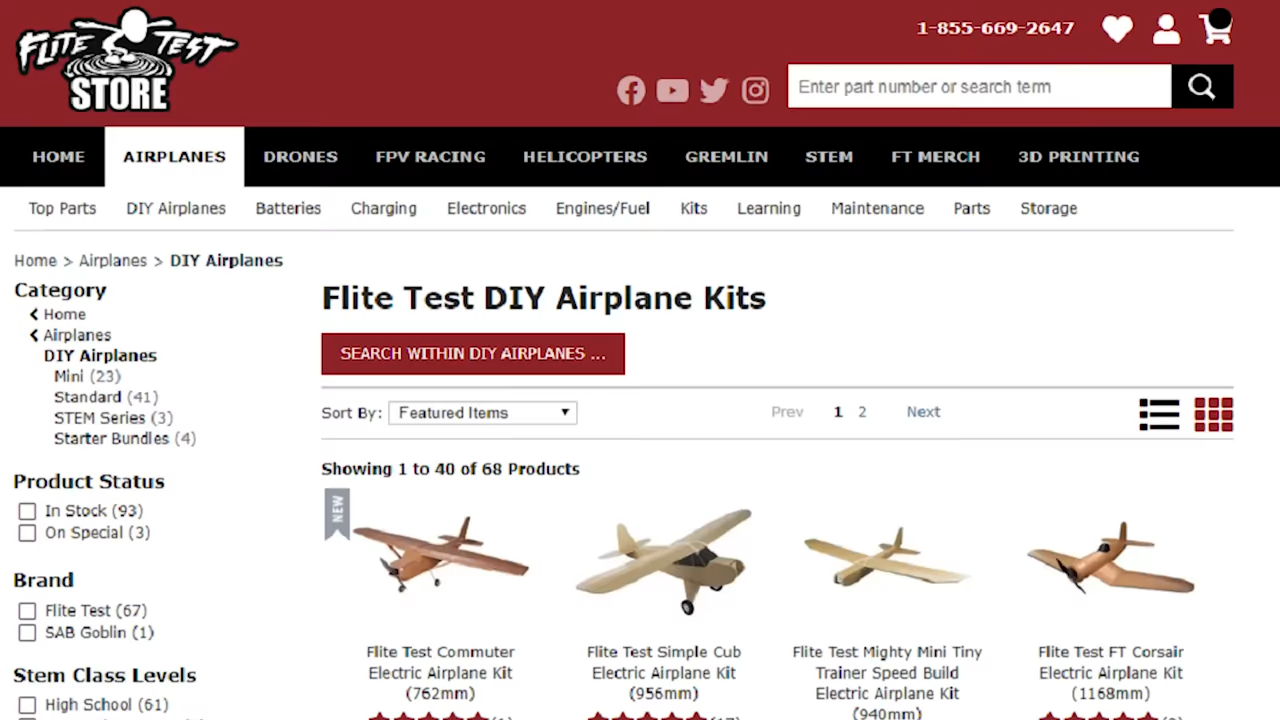 FLITE TEST
STORE
1-855-669-2647
Enter part number or search term
HOME AIRPLANES DRONES FPV RACING HELICOPTERS GREMLIN STEM FT MERCH 3D PRINTING
Top Parts DIY Airplanes Batteries Charging Electronics Engines/Fuel Kits Learning Maintenance Parts Storage
Home > Airplanes > DIY Airplanes
Category
Home
Airplanes
DIY Airplanes
Mini (23)
Standard (41)
STEM Series (3)
Starter Bundles (4)
Product Status
In Stock (93)
On Special (3)
Brand
Flite Test (67)
SAB Goblin (1)
Stem Class Levels
High School (61)
Flite Test DIY Airplane Kits
SEARCH WITHIN DIY AIRPLANES ...
Sort By: Featured Items Prev 1 2 Next
Showing 1 to 40 of 68 Products
NEW
Flite Test Commuter
Electric Airplane Kit
(762mm)
Flite Test Simple Cub
Electric Airplane Kit
(956mm)
Flite Test Mighty Mini Tiny
Trainer Speed Build
Electric Airplane Kit
(940mm)
Flite Test FT Corsair
Electric Airplane Kit
(1168mm)